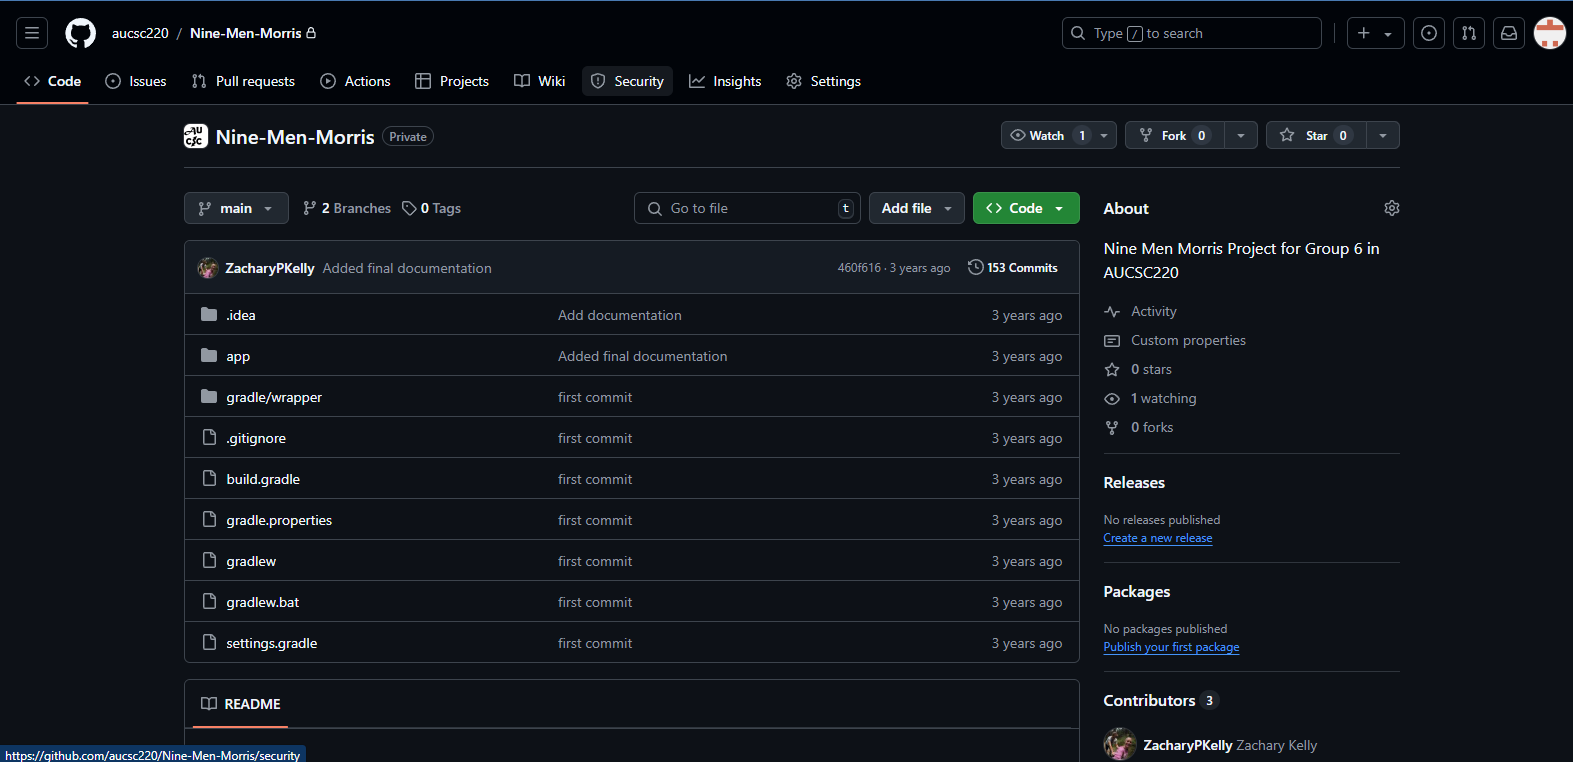 aucsc220 / Nine-Men-Morris
Type / to search
Code Issues Pull requests Actions Projects Wiki Security Insights Settings
AU CSC Nine-Men-Morris Private
Watch 1 Fork 0 Star 0
main 2 Branches 0 Tags Go to file t Add file Code
ZacharyPKelly Added final documentation 460f616 · 3 years ago 153 Commits
.idea Add documentation 3 years ago
app Added final documentation 3 years ago
gradle/wrapper first commit 3 years ago
.gitignore first commit 3 years ago
build.gradle first commit 3 years ago
gradle.properties first commit 3 years ago
gradlew first commit 3 years ago
gradlew.bat first commit 3 years ago
settings.gradle first commit 3 years ago
README
About
Nine Men Morris Project for Group 6 in
AUCSC220
Activity
Custom properties
0 stars
1 watching
0 forks
Releases
No releases published
Create a new release
Packages
No packages published
Publish your first package
Contributors 3
ZacharyPKelly Zachary Kelly
https://github.com/aucsc220/Nine-Men-Morris/security